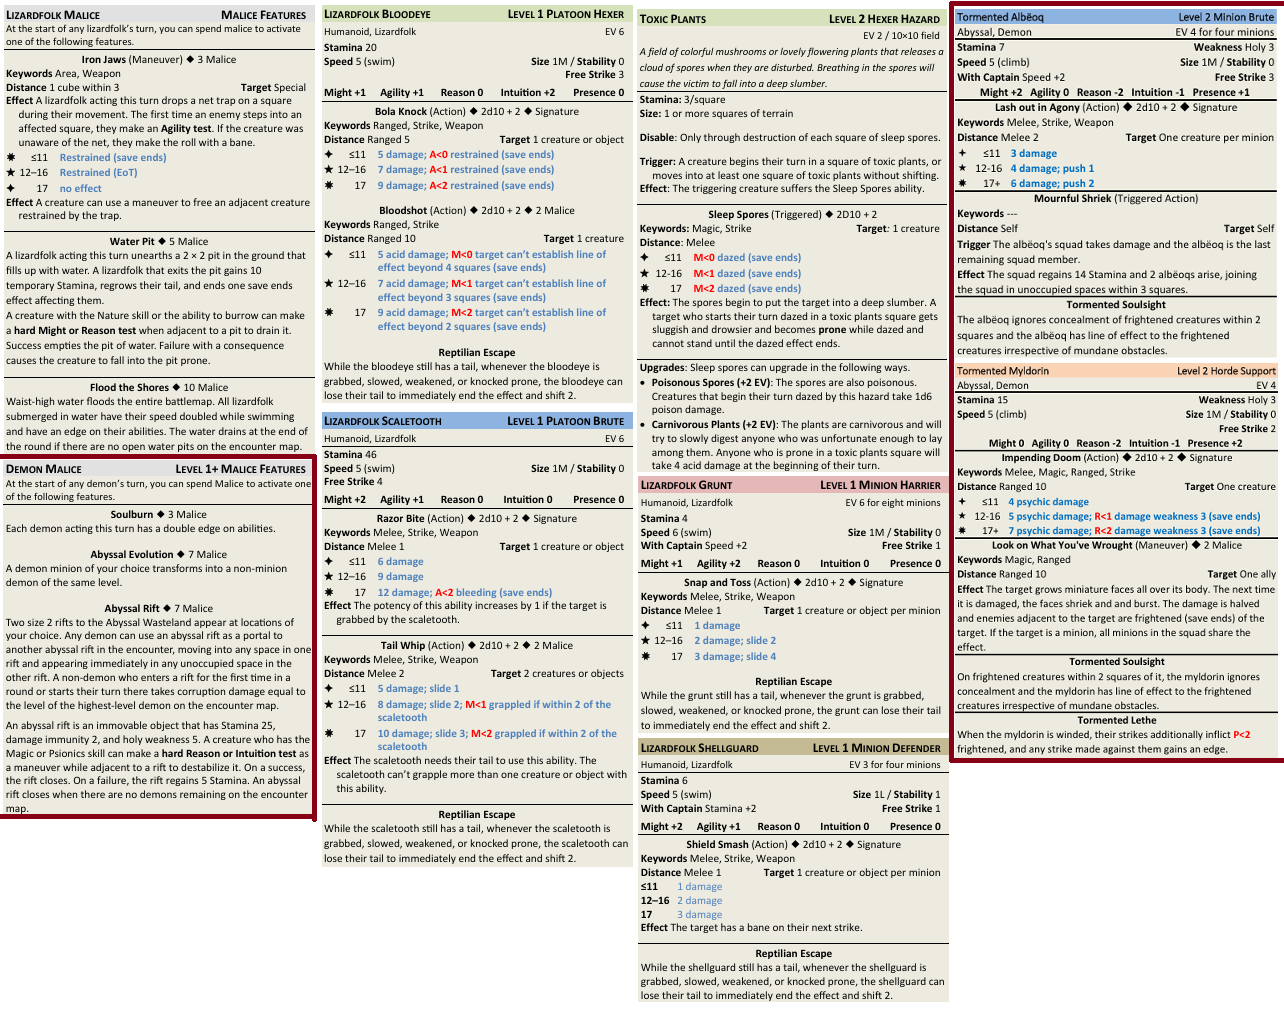 LIZARDFOLK MALICE MALICE FEATURES
At the start of any lizardfolk's turn, you can spend malice to activate
one of the following features.
Iron Jaws (Maneuver) ◆ 3 Malice
Keywords Area, Weapon
Distance 1 cube within 3 Target Special
Effect A lizardfolk acting this turn drops a net trap on a square
during their movement. The first time an enemy steps into an
affected square, they make an Agility test. If the creature was
unaware of the net, they make the roll with a bane.
✸ ≤11 Restrained (save ends)
★ 12–16 Restrained (EoT)
✦ 17 no effect
Effect A creature can use a maneuver to free an adjacent creature
restrained by the trap.
Water Pit ◆ 5 Malice
A lizardfolk acting this turn unearths a 2 × 2 pit in the ground that
fills up with water. A lizardfolk that exits the pit gains 10
temporary Stamina, regrows their tail, and ends one save ends
effect affecting them.
A creature with the Nature skill or the ability to burrow can make
a hard Might or Reason test when adjacent to a pit to drain it.
Success empties the pit of water. Failure with a consequence
causes the creature to fall into the pit prone.
Flood the Shores ◆ 10 Malice
Waist-high water floods the entire battlemap. All lizardfolk
submerged in water have their speed doubled while swimming
and have an edge on their abilities. The water drains at the end of
the round if there are no open water pits on the encounter map.
DEMON MALICE LEVEL 1+ MALICE FEATURES
At the start of any demon's turn, you can spend Malice to activate one
of the following features.
Soulburn ◆ 3 Malice
Each demon acting this turn has a double edge on abilities.
Abyssal Evolution ◆ 7 Malice
A demon minion of your choice transforms into a non-minion
demon of the same level.
Abyssal Rift ◆ 7 Malice
Two size 2 rifts to the Abyssal Wasteland appear at locations of
your choice. Any demon can use an abyssal rift as a portal to
another abyssal rift in the encounter, moving into any space in one
rift and appearing immediately in any unoccupied space in the
other rift. A non-demon who enters a rift for the first time in a
round or starts their turn there takes corruption damage equal to
the level of the highest-level demon on the encounter map.
An abyssal rift is an immovable object that has Stamina 25,
damage immunity 2, and holy weakness 5. A creature who has the
Magic or Psionics skill can make a hard Reason or Intuition test as
a maneuver while adjacent to a rift to destabilize it. On a success,
the rift closes. On a failure, the rift regains 5 Stamina. An abyssal
rift closes when there are no demons remaining on the encounter
map.
LIZARDFOLK BLOODEYE LEVEL 1 PLATOON HEXER
Humanoid, Lizardfolk EV 6
Stamina 20
Speed 5 (swim) Size 1M / Stability 0
Free Strike 3
Might +1 Agility +1 Reason 0 Intuition +2 Presence 0
Bola Knock (Action) ◆ 2d10 + 2 ◆ Signature
Keywords Ranged, Strike, Weapon
Distance Ranged 5 Target 1 creature or object
✦ ≤11 5 damage; A<0 restrained (save ends)
★ 12–16 7 damage; A<1 restrained (save ends)
✸ 17 9 damage; A<2 restrained (save ends)
Bloodshot (Action) ◆ 2d10 + 2 ◆ 2 Malice
Keywords Ranged, Strike
Distance Ranged 10 Target 1 creature
✦ ≤11 5 acid damage; M<0 target can't establish line of
effect beyond 4 squares (save ends)
★ 12–16 7 acid damage; M<1 target can't establish line of
effect beyond 3 squares (save ends)
✸ 17 9 acid damage; M<2 target can't establish line of
effect beyond 2 squares (save ends)
Reptilian Escape
While the bloodeye still has a tail, whenever the bloodeye is
grabbed, slowed, weakened, or knocked prone, the bloodeye can
lose their tail to immediately end the effect and shift 2.
LIZARDFOLK SCALETOOTH LEVEL 1 PLATOON BRUTE
Humanoid, Lizardfolk EV 6
Stamina 46
Speed 5 (swim) Size 1M / Stability 0
Free Strike 4
Might +2 Agility +1 Reason 0 Intuition 0 Presence 0
Razor Bite (Action) ◆ 2d10 + 2 ◆ Signature
Keywords Melee, Strike, Weapon
Distance Melee 1 Target 1 creature or object
✦ ≤11 6 damage
★ 12–16 9 damage
✸ 17 12 damage; A<2 bleeding (save ends)
Effect The potency of this ability increases by 1 if the target is
grabbed by the scaletooth.
Tail Whip (Action) ◆ 2d10 + 2 ◆ 2 Malice
Keywords Melee, Strike, Weapon
Distance Melee 2 Target 2 creatures or objects
✦ ≤11 5 damage; slide 1
★ 12–16 8 damage; slide 2; M<1 grappled if within 2 of the
scaletooth
✸ 17 10 damage; slide 3; M<2 grappled if within 2 of the
scaletooth
Effect The scaletooth needs their tail to use this ability. The
scaletooth can't grapple more than one creature or object with
this ability.
Reptilian Escape
While the scaletooth still has a tail, whenever the scaletooth is
grabbed, slowed, weakened, or knocked prone, the scaletooth can
lose their tail to immediately end the effect and shift 2.
TOXIC PLANTS LEVEL 2 HEXER HAZARD
EV 2 / 10×10 field
A field of colorful mushrooms or lovely flowering plants that releases a
cloud of spores when they are disturbed. Breathing in the spores will
cause the victim to fall into a deep slumber.
Stamina: 3/square
Size: 1 or more squares of terrain
Disable: Only through destruction of each square of sleep spores.
Trigger: A creature begins their turn in a square of toxic plants, or
moves into at least one square of toxic plants without shifting.
Effect: The triggering creature suffers the Sleep Spores ability.
Sleep Spores (Triggered) ◆ 2D10 + 2
Keywords: Magic, Strike Target: 1 creature
Distance: Melee
✦ ≤11 M<0 dazed (save ends)
★ 12-16 M<1 dazed (save ends)
✸ 17 M<2 dazed (save ends)
Effect: The spores begin to put the target into a deep slumber. A
target who starts their turn dazed in a toxic plants square gets
sluggish and drowsier and becomes prone while dazed and
cannot stand until the dazed effect ends.
Upgrades: Sleep spores can upgrade in the following ways.
• Poisonous Spores (+2 EV): The spores are also poisonous.
Creatures that begin their turn dazed by this hazard take 1d6
poison damage.
• Carnivorous Plants (+2 EV): The plants are carnivorous and will
try to slowly digest anyone who was unfortunate enough to lay
among them. Anyone who is prone in a toxic plants square will
take 4 acid damage at the beginning of their turn.
LIZARDFOLK GRUNT LEVEL 1 MINION HARRIER
Humanoid, Lizardfolk EV 6 for eight minions
Stamina 4
Speed 6 (swim) Size 1M / Stability 0
With Captain Speed +2 Free Strike 1
Might +1 Agility +2 Reason 0 Intuition 0 Presence 0
Snap and Toss (Action) ◆ 2d10 + 2 ◆ Signature
Keywords Melee, Strike, Weapon
Distance Melee 1 Target 1 creature or object per minion
✦ ≤11 1 damage
★ 12–16 2 damage; slide 2
✸ 17 3 damage; slide 4
Reptilian Escape
While the grunt still has a tail, whenever the grunt is grabbed,
slowed, weakened, or knocked prone, the grunt can lose their tail
to immediately end the effect and shift 2.
LIZARDFOLK SHELLGUARD LEVEL 1 MINION DEFENDER
Humanoid, Lizardfolk EV 3 for four minions
Stamina 6
Speed 5 (swim) Size 1L / Stability 1
With Captain Stamina +2 Free Strike 1
Might +2 Agility +1 Reason 0 Intuition 0 Presence 0
Shield Smash (Action) ◆ 2d10 + 2 ◆ Signature
Keywords Melee, Strike, Weapon
Distance Melee 1 Target 1 creature or object per minion
≤11 1 damage
12–16 2 damage
17 3 damage
Effect The target has a bane on their next strike.
Reptilian Escape
While the shellguard still has a tail, whenever the shellguard is
grabbed, slowed, weakened, or knocked prone, the shellguard can
lose their tail to immediately end the effect and shift 2.
Tormented Albëoq Level 2 Minion Brute
Abyssal, Demon EV 4 for four minions
Stamina 7 Weakness Holy 3
Speed 5 (climb) Size 1M / Stability 0
With Captain Speed +2 Free Strike 3
Might +2 Agility 0 Reason -2 Intuition -1 Presence +1
Lash out in Agony (Action) ◆ 2d10 + 2 ◆ Signature
Keywords Melee, Strike, Weapon
Distance Melee 2 Target One creature per minion
✦ ≤11 3 damage
★ 12-16 4 damage; push 1
✸ 17+ 6 damage; push 2
Mournful Shriek (Triggered Action)
Keywords ---
Distance Self Target Self
Trigger The albëoq's squad takes damage and the albëoq is the last
remaining squad member.
Effect The squad regains 14 Stamina and 2 albëoqs arise, joining
the squad in unoccupied spaces within 3 squares.
Tormented Soulsight
The albëoq ignores concealment of frightened creatures within 2
squares and the albëoq has line of effect to the frightened
creatures irrespective of mundane obstacles.
Tormented Myldorin Level 2 Horde Support
Abyssal, Demon EV 4
Stamina 15 Weakness Holy 3
Speed 5 (climb) Size 1M / Stability 0
Free Strike 2
Might 0 Agility 0 Reason -2 Intuition -1 Presence +2
Impending Doom (Action) ◆ 2d10 + 2 ◆ Signature
Keywords Melee, Magic, Ranged, Strike
Distance Ranged 10 Target One creature
✦ ≤11 4 psychic damage
★ 12-16 5 psychic damage; R<1 damage weakness 3 (save ends)
✸ 17+ 7 psychic damage; R<2 damage weakness 3 (save ends)
Look on What You've Wrought (Maneuver) ◆ 2 Malice
Keywords Magic, Ranged
Distance Ranged 10 Target One ally
Effect The target grows miniature faces all over its body. The next time
it is damaged, the faces shriek and and burst. The damage is halved
and enemies adjacent to the target are frightened (save ends) of the
target. If the target is a minion, all minions in the squad share the
effect.
Tormented Soulsight
On frightened creatures within 2 squares of it, the myldorin ignores
concealment and the myldorin has line of effect to the frightened
creatures irrespective of mundane obstacles.
Tormented Lethe
When the myldorin is winded, their strikes additionally inflict P<2
frightened, and any strike made against them gains an edge.